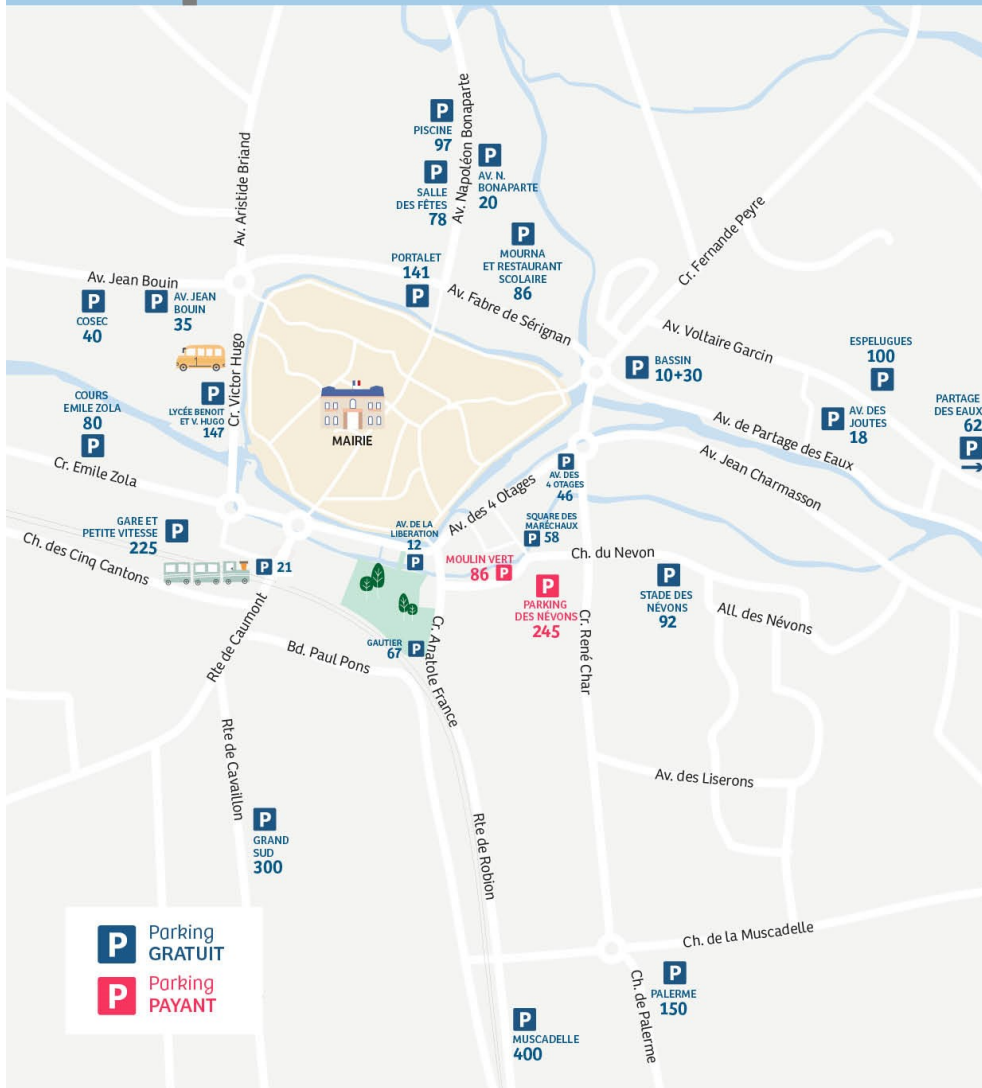 PISCINE
97
Av. Napoléon Bonaparte
AV. N.
BONAPARTE
20
SALLE
DES FÊTES
78
Av. Aristide Briand
MOURNA
ET RESTAURANT
SCOLAIRE
86
Cr. Fernande Peyre
PORTALET
141
Av. Jean Bouin
Av. Fabre de Sérignan
COSEC
40
AV. JEAN
BOUIN
35
Av. Voltaire Garcin
ESPELUGUES
100
BASSIN
10+30
Cr. Victor Hugo
LYCÉE BENOIT
ET V. HUGO
147
COURS
EMILE ZOLA
80
MAIRIE
AV. DES
JOUTES
18
PARTAGE
DES EAUX
62
Av. de Partage des Eaux
Cr. Emile Zola
AV. DES
4 OTAGES
46
Av. Jean Charmasson
Av. des 4 Otages
GARE ET
PETITE VITESSE
225
AV. DE LA
LIBERATION
12
SQUARE DES
MARÉCHAUX
58
Ch. des Cinq Cantons
21
MOULIN VERT
86
Ch. du Nevon
PARKING
DES NÉVONS
245
STADE DES
NÉVONS
92
All. des Névons
Rte de Caumont
Bd. Paul Pons
GAUTIER
67
Cr. Anatole France
Cr. René Char
Rte de Cavaillon
Av. des Liserons
GRAND
SUD
300
Rte de Robion
P Parking
GRATUIT
P Parking
PAYANT
Ch. de la Muscadelle
PALERME
150
Ch. de Palerme
MUSCADELLE
400